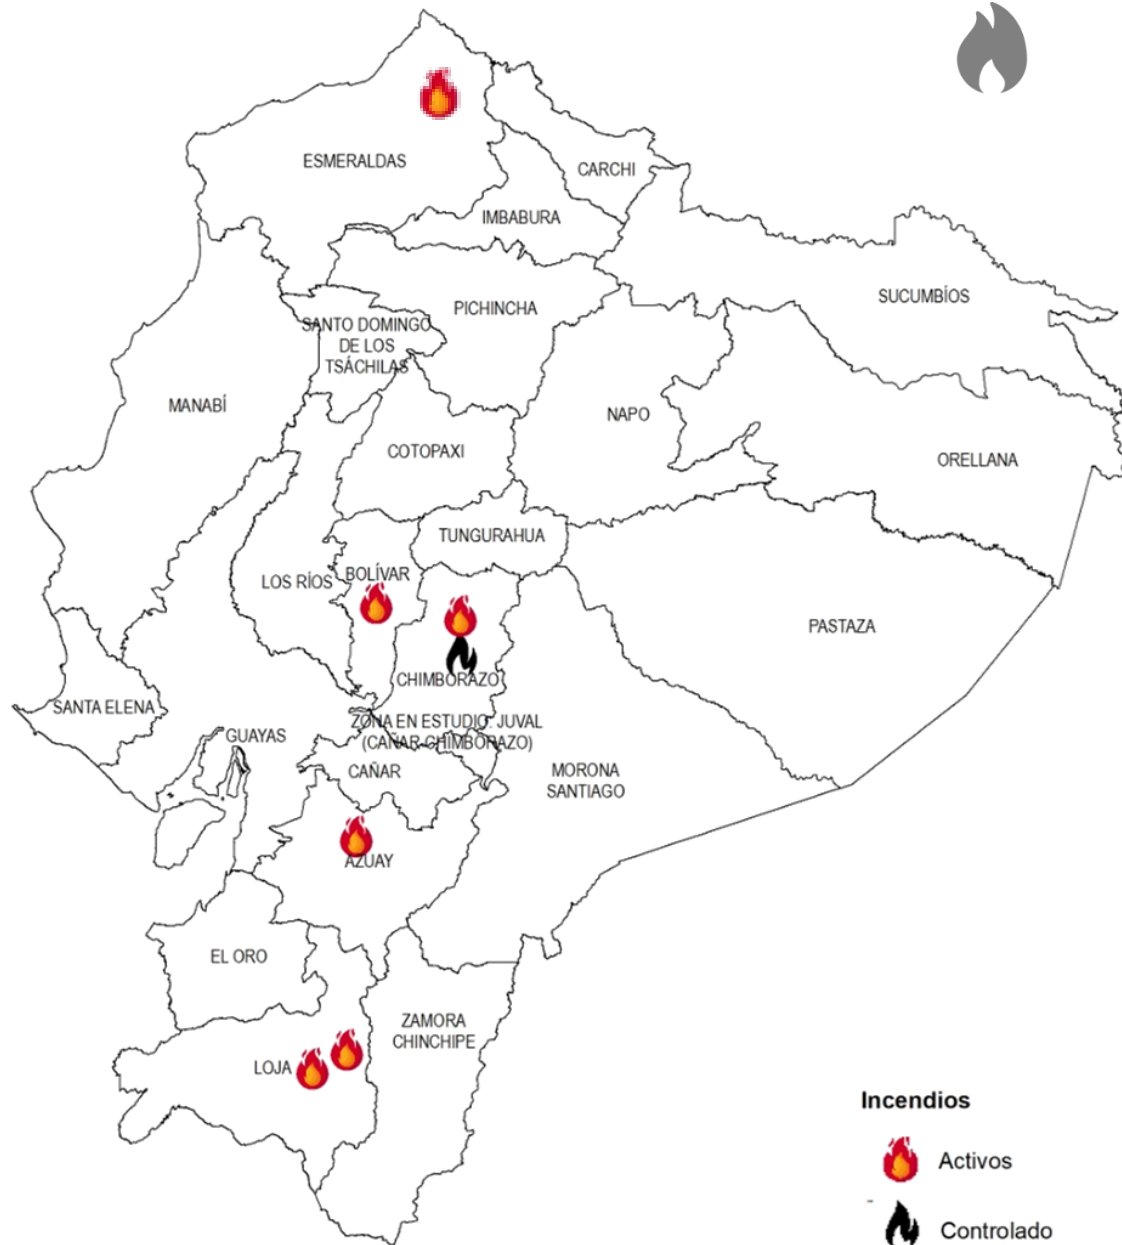 ESMERALDAS
CARCHI
IMBABURA
SUCUMBÍOS
PICHINCHA
SANTO DOMINGO
DE LOS
TSÁCHILAS
MANABÍ
NAPO
COTOPAXI
ORELLANA
TUNGURAHUA
LOS RÍOS
BOLÍVAR
PASTAZA
CHIMBORAZO
SANTA ELENA
ZONA EN ESTUDIO: JUVAL
(CAÑAR-CHIMBORAZO)
GUAYAS
CAÑAR
MORONA
SANTIAGO
AZUAY
EL ORO
ZAMORA
CHINCHIPE
LOJA
Incendios
Activos
Controlado